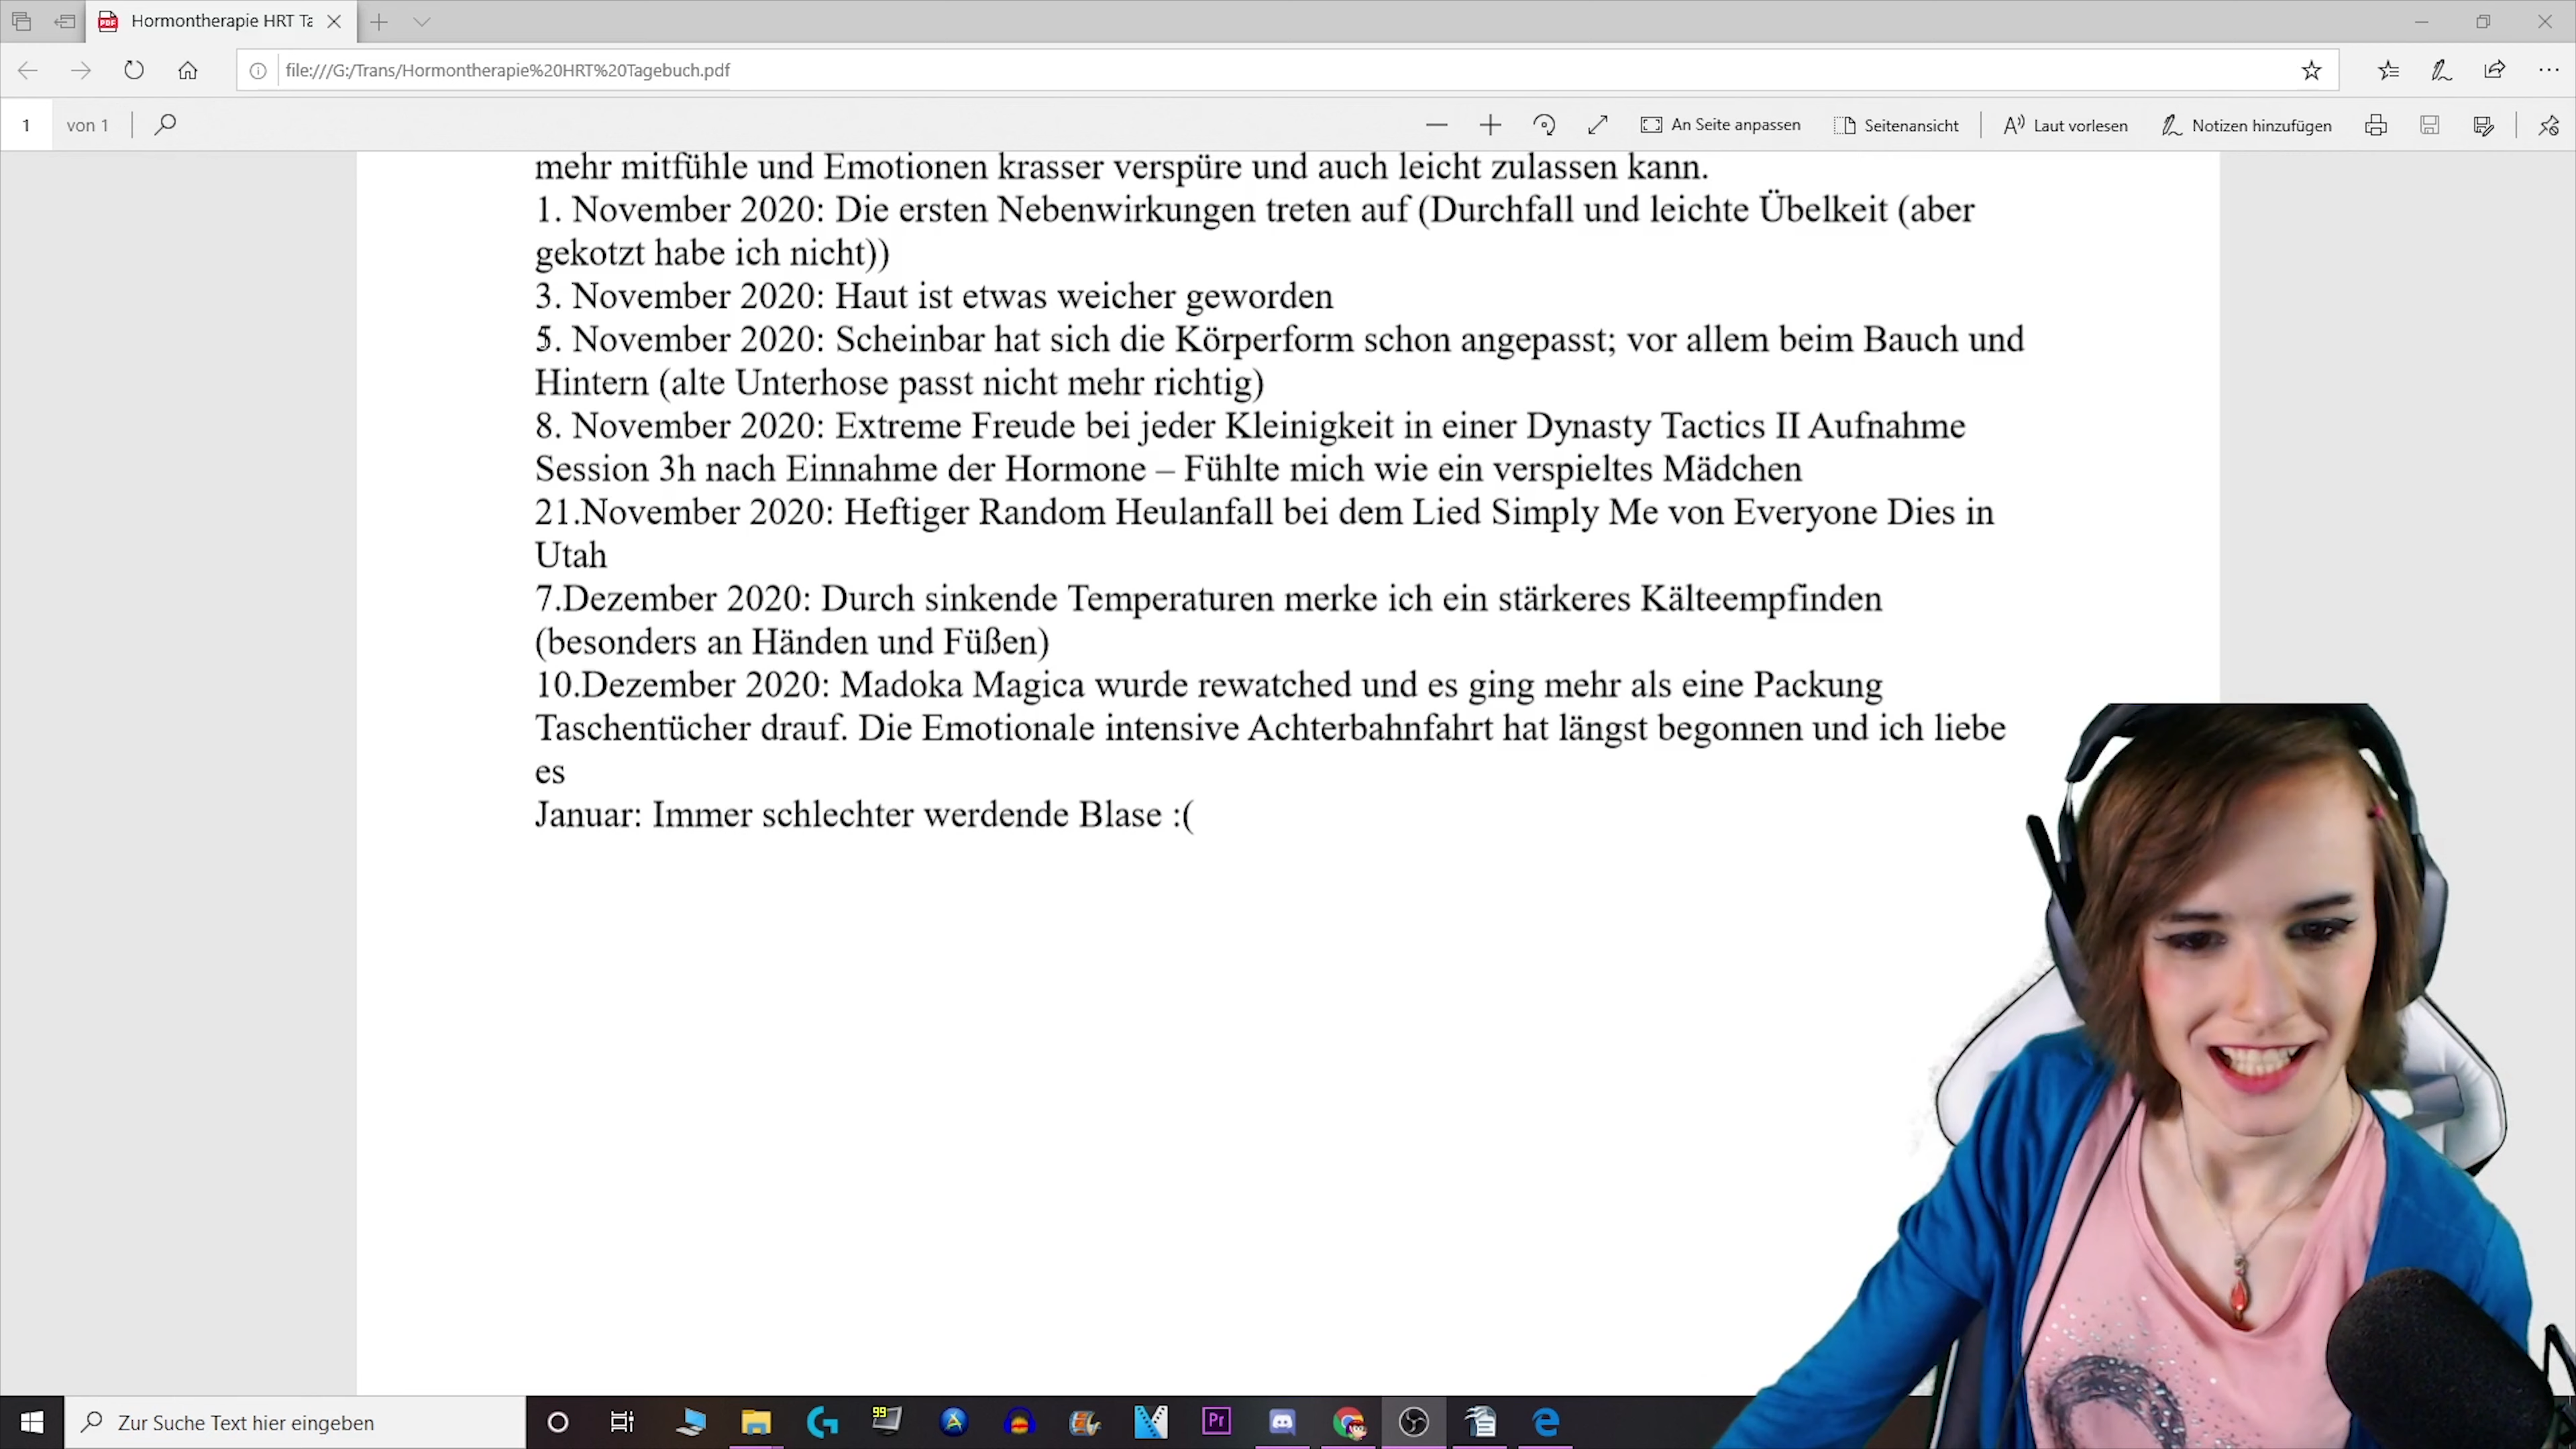 Hormontherapie HRT Ta
file:///G:/Trans/Hormontherapie%20HRT%20Tagebuch.pdf
1 von 1 An Seite anpassen Seitenansicht Laut vorlesen Notizen hinzufügen
mehr mitfühle und Emotionen krasser verspüre und auch leicht zulassen kann.
1. November 2020: Die ersten Nebenwirkungen treten auf (Durchfall und leichte Übelkeit (aber
gekotzt habe ich nicht))
3. November 2020: Haut ist etwas weicher geworden
5. November 2020: Scheinbar hat sich die Körperform schon angepasst; vor allem beim Bauch und
Hintern (alte Unterhose passt nicht mehr richtig)
8. November 2020: Extreme Freude bei jeder Kleinigkeit in einer Dynasty Tactics II Aufnahme
Session 3h nach Einnahme der Hormone – Fühlte mich wie ein verspieltes Mädchen
21.November 2020: Heftiger Random Heulanfall bei dem Lied Simply Me von Everyone Dies in
Utah
7.Dezember 2020: Durch sinkende Temperaturen merke ich ein stärkeres Kälteempfinden
(besonders an Händen und Füßen)
10.Dezember 2020: Madoka Magica wurde rewatched und es ging mehr als eine Packung
Taschentücher drauf. Die Emotionale intensive Achterbahnfahrt hat längst begonnen und ich liebe
es
Januar: Immer schlechter werdende Blase :(
Zur Suche Text hier eingeben 99 Pr